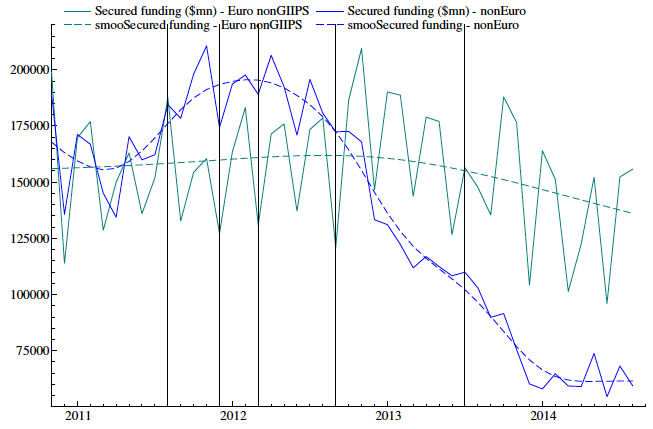 Secured funding ($mn) - Euro nonGIIPS Secured funding ($mn) - nonEuro
smooSecured funding - Euro nonGIIPS smooSecured funding - nonEuro
200000
175000
150000
125000
100000
75000
2011 2012 2013 2014